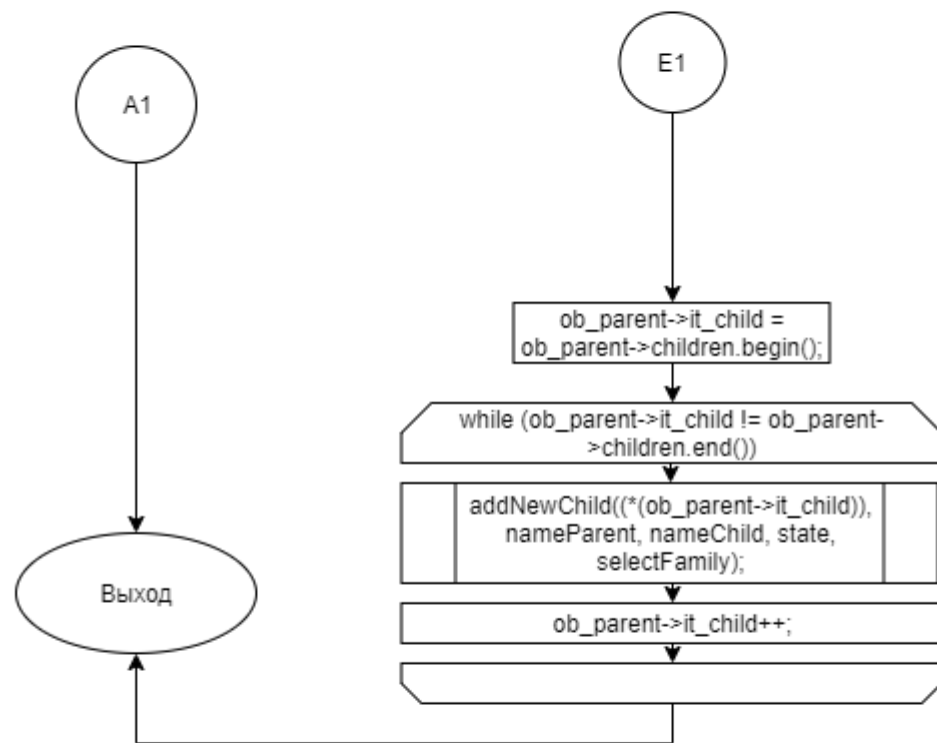 A1
E1
ob_parent->it_child =
ob_parent->children.begin();
while (ob_parent->it_child != ob_parent-
>children.end())
addNewChild((*(ob_parent->it_child)),
nameParent, nameChild, state,
selectFamily);
Выход
ob_parent->it_child++;